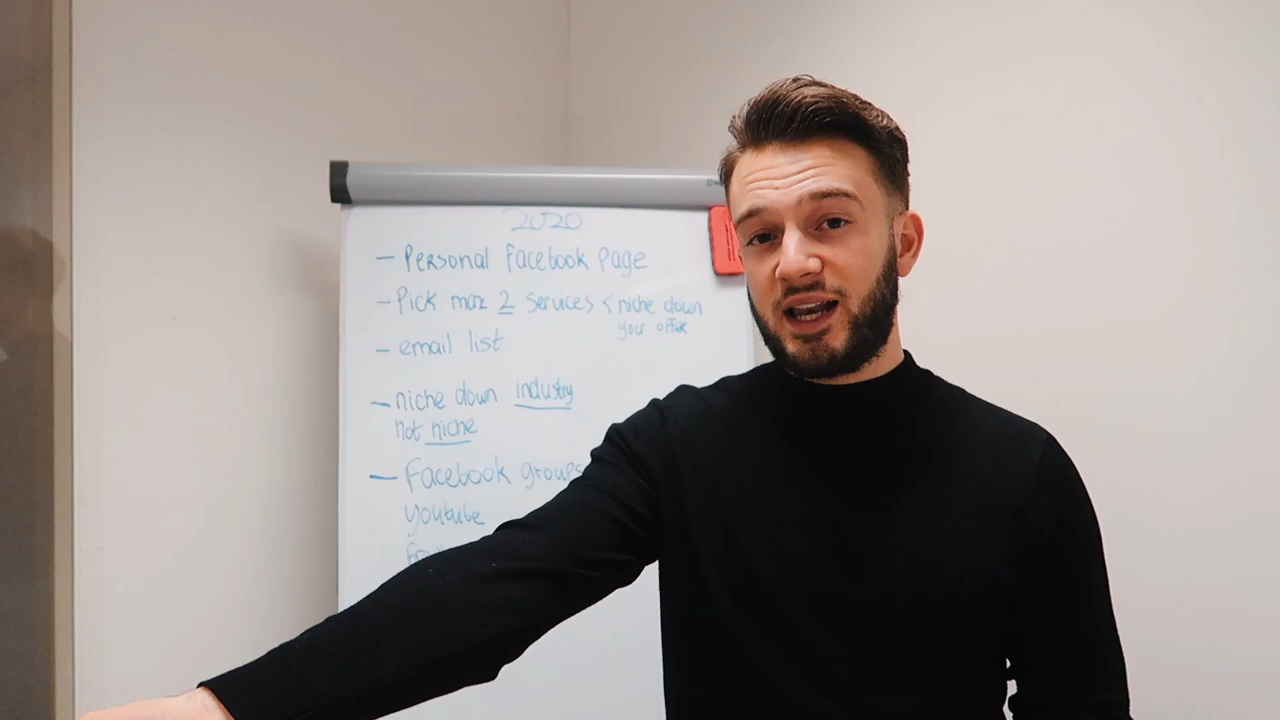 2020
– Personal Facebook Page
– Pick max 2 services < niche down
your offer
– email list
– niche down industry
not niche
– Facebook groups
Youtube